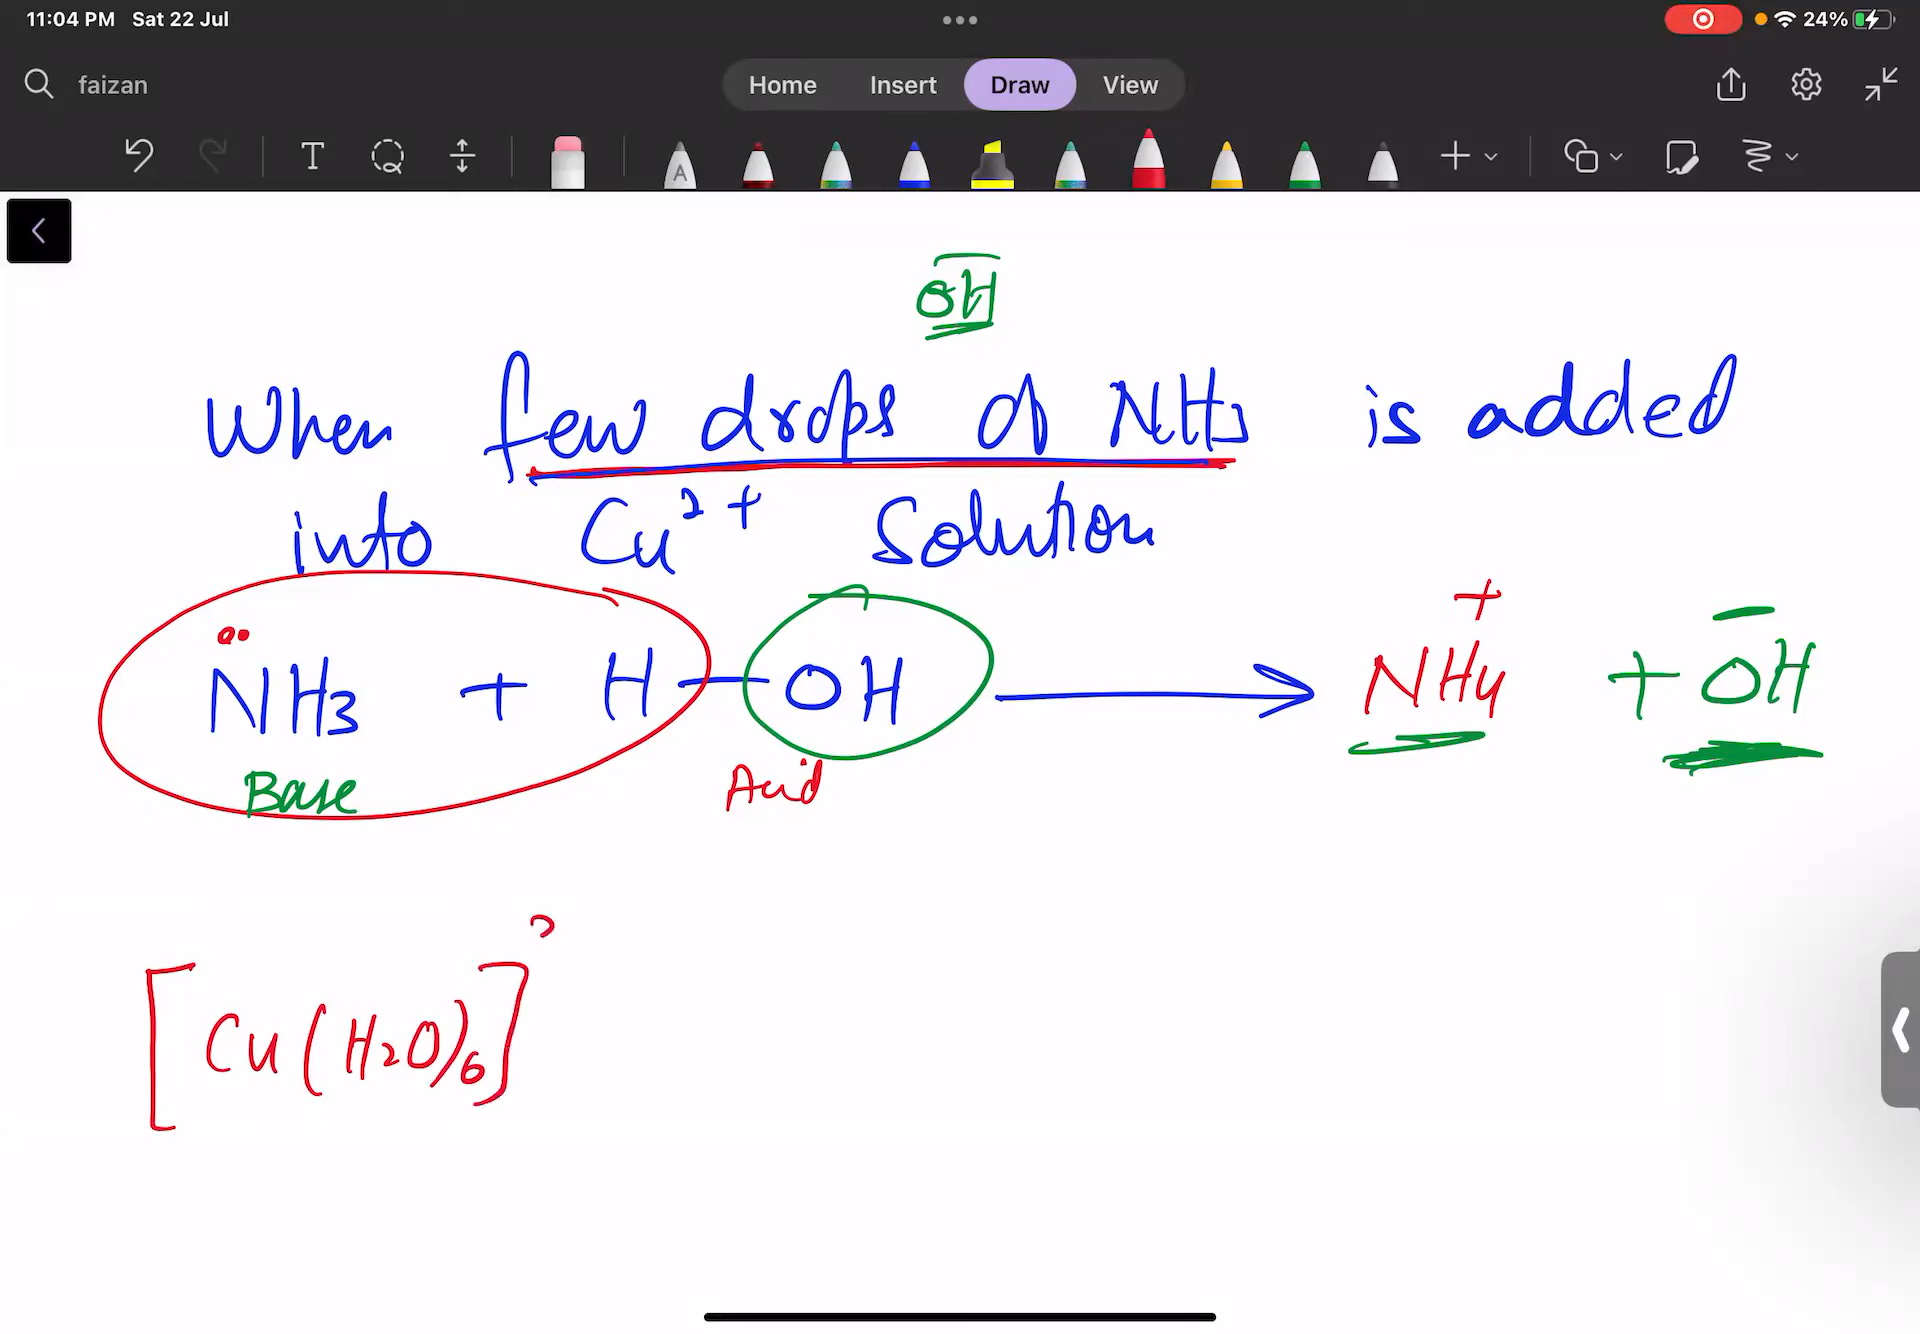 11:04 PM Sat 22 Jul
24%
faizan
Home Insert Draw View
T
A
OH
When few drops of NH3 is added
into Cu²⁺ Solution
NH3 + H—OH → NH4⁺ + OH⁻
Base Acid
[Cu(H2O)6]²